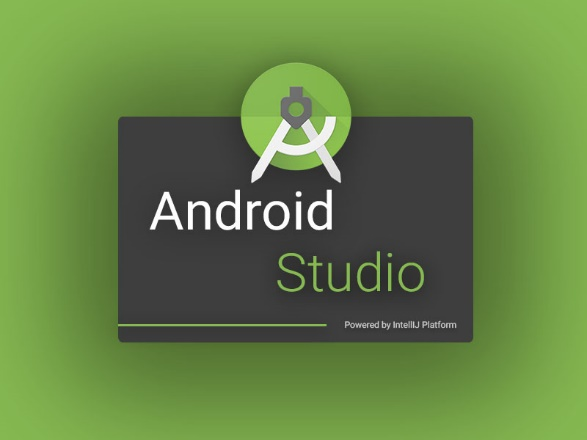 Android
Studio
Powered by IntelliJ Platform